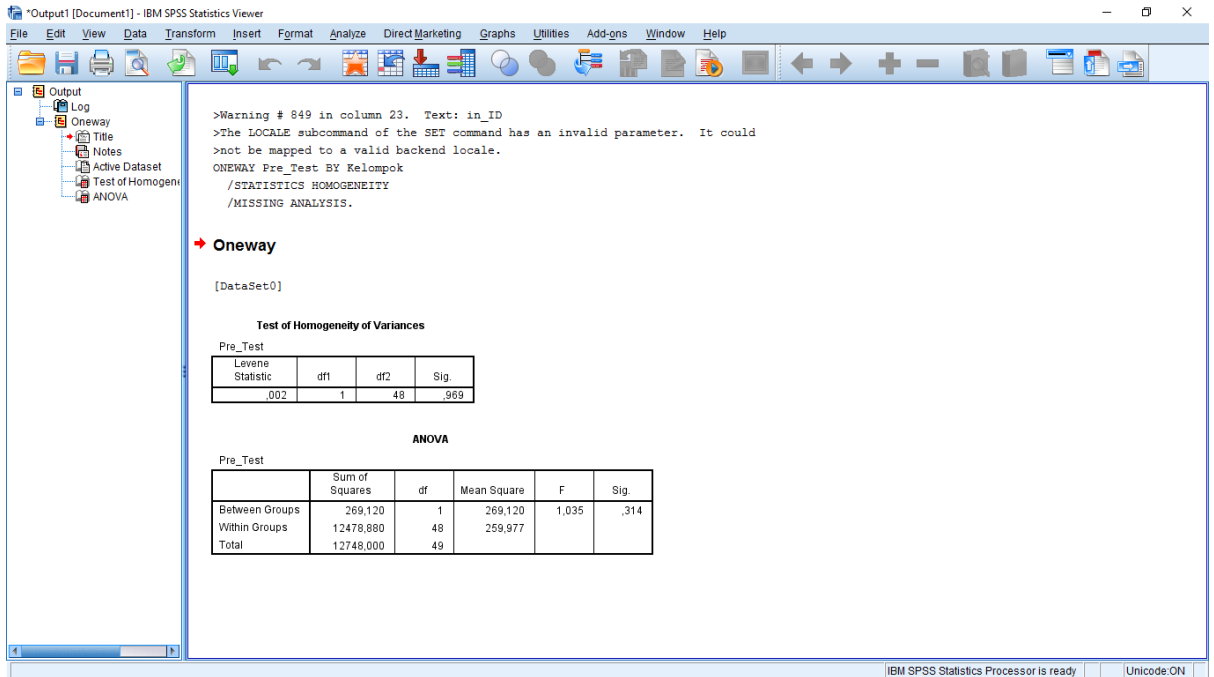 *Output1 [Document1] - IBM SPSS Statistics Viewer
File Edit View Data Transform Insert Format Analyze Direct Marketing Graphs Utilities Add-ons Window Help
Output
Log
Oneway
Title
Notes
Active Dataset
Test of Homogene
ANOVA
>Warning # 849 in column 23. Text: in_ID
>The LOCALE subcommand of the SET command has an invalid parameter. It could
>not be mapped to a valid backend locale.
ONEWAY Pre_Test BY Kelompok
/STATISTICS HOMOGENEITY
/MISSING ANALYSIS.
Oneway
[DataSet0]
Test of Homogeneity of Variances
Pre_Test
Levene Statistic df1 df2 Sig.
,002 1 48 ,969
ANOVA
Pre_Test
Sum of Squares df Mean Square F Sig.
Between Groups 269,120 1 269,120 1,035 ,314
Within Groups 12478,880 48 259,977
Total 12748,000 49
IBM SPSS Statistics Processor is ready Unicode:ON